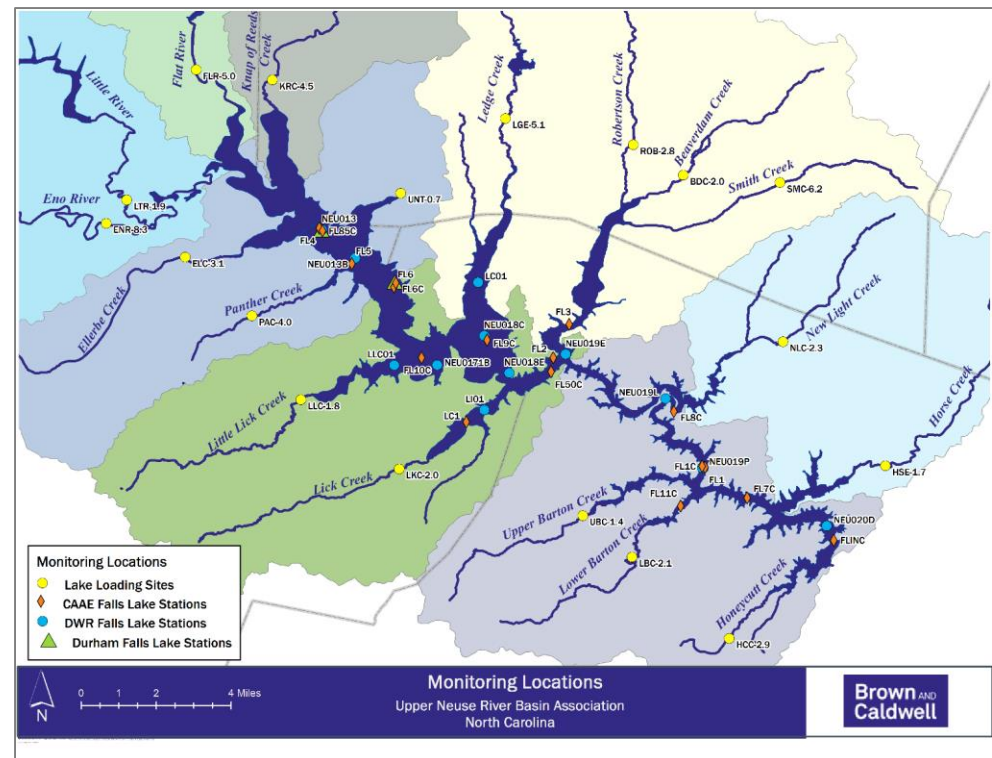 Flat River
Knap of Reeds
Creek
Little River
FLR-5.0
KRC-4.5
Ledge Creek
LGE-5.1
Robertson Creek
ROB-2.8
Beaverdam Creek
BDC-2.0
Smith Creek
SMC-6.2
Eno River
LTR-1.9
ENR-8.3
UNT-0.7
NEU013
FL85C
FL4
FL5
NEU013B
ELC-3.1
Ellerbe Creek
Panther Creek
PAC-4.0
FL6
FL6C
LC01
NEU018C
FL9C
FL3
FL2
NEU019E
New Light Creek
NLC-2.3
LLC01
FL10C
NEU0171B
NEU018E
FL50C
NEU019L
FL8C
Horse Creek
LLC-1.8
Little Lick Creek
LI01
LC1
LKC-2.0
Lick Creek
FL1C
NEU019P
FL1
HSE-1.7
FL11C
FL7C
Upper Barton Creek
UBC-1.4
NEU020D
FLINC
Lower Barton Creek
LBC-2.1
Honeycutt Creek
HCC-2.9
Monitoring Locations
Lake Loading Sites
CAAE Falls Lake Stations
DWR Falls Lake Stations
Durham Falls Lake Stations
N
0 1 2 4 Miles
Monitoring Locations
Upper Neuse River Basin Association
North Carolina
Brown AND
Caldwell